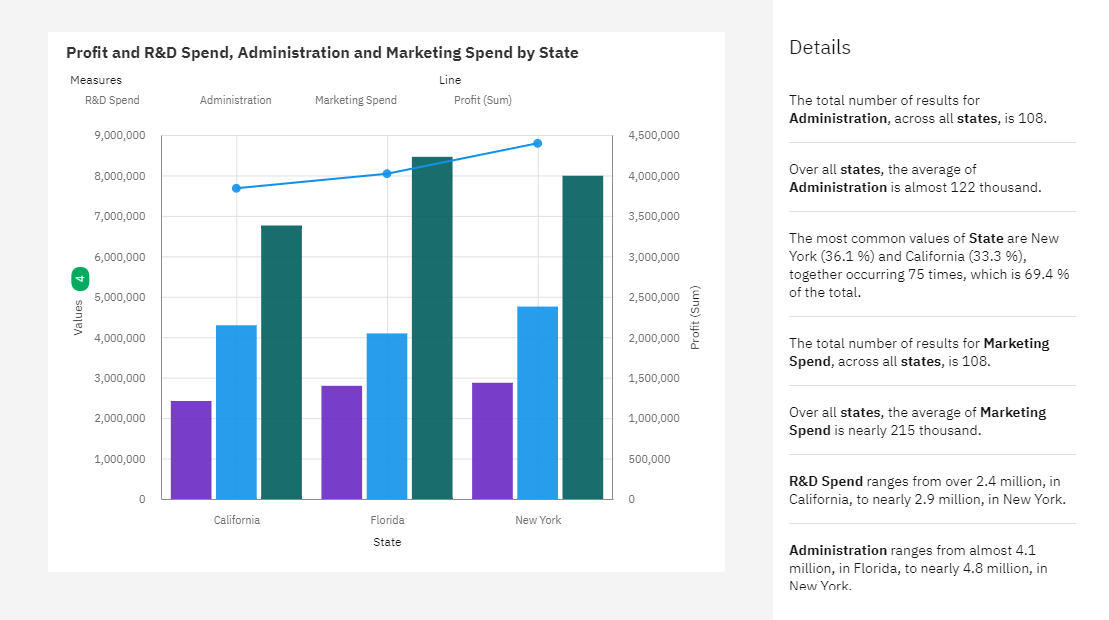 Profit and R&D Spend, Administration and Marketing Spend by State
Measures
Line
R&D Spend
Administration
Marketing Spend
Profit (Sum)
9,000,000
8,000,000
7,000,000
6,000,000
5,000,000
4,000,000
3,000,000
2,000,000
1,000,000
0
Values
4
4,500,000
4,000,000
3,500,000
3,000,000
2,500,000
2,000,000
1,500,000
1,000,000
500,000
0
Profit (Sum)
California
Florida
New York
State
Details
The total number of results for
Administration, across all states, is 108.
Over all states, the average of
Administration is almost 122 thousand.
The most common values of State are New
York (36.1 %) and California (33.3 %),
together occurring 75 times, which is 69.4 %
of the total.
The total number of results for Marketing
Spend, across all states, is 108.
Over all states, the average of Marketing
Spend is nearly 215 thousand.
R&D Spend ranges from over 2.4 million, in
California, to nearly 2.9 million, in New York.
Administration ranges from almost 4.1
million, in Florida, to nearly 4.8 million, in
New York.